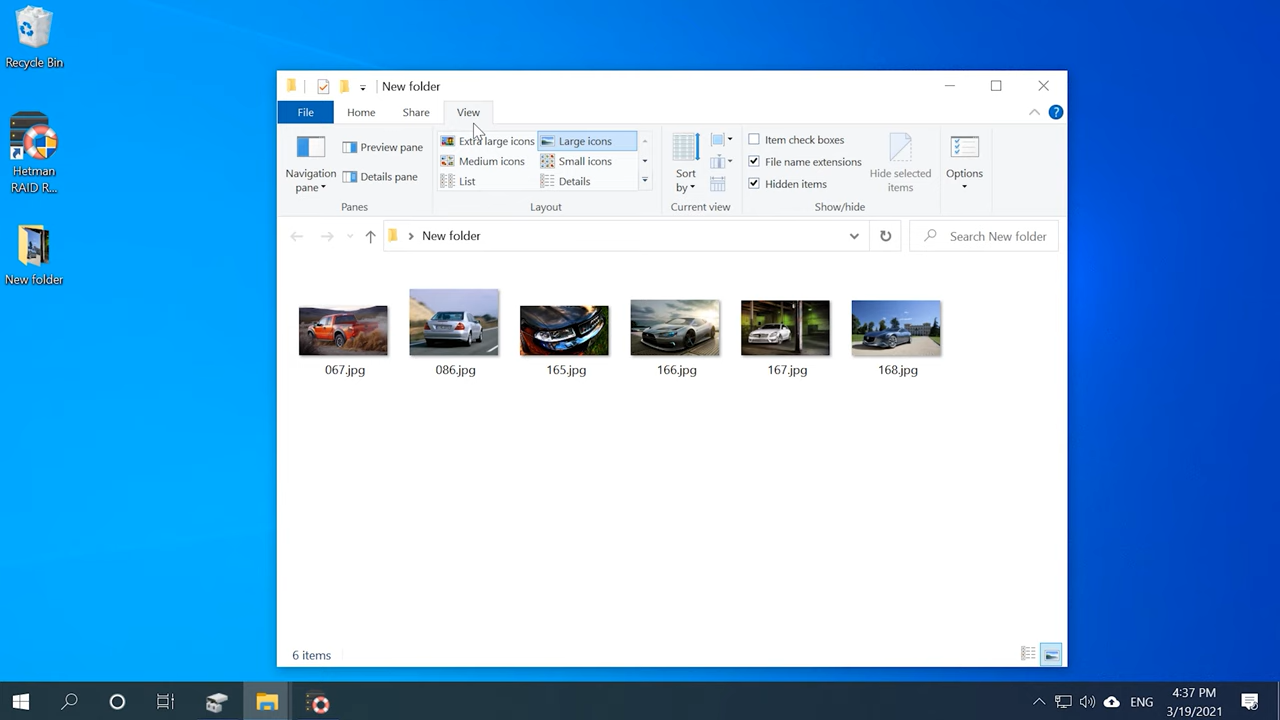 Recycle Bin
Hetman
RAID R...
New folder
New folder
File
Home
Share
View
Navigation
pane
Preview pane
Details pane
Panes
Extra large icons
Large icons
Medium icons
Small icons
List
Details
Layout
Sort
by
Current view
Item check boxes
File name extensions
Hidden items
Hide selected
items
Show/hide
Options
New folder
Search New folder
067.jpg
086.jpg
165.jpg
166.jpg
167.jpg
168.jpg
6 items
ENG
4:37 PM
3/19/2021